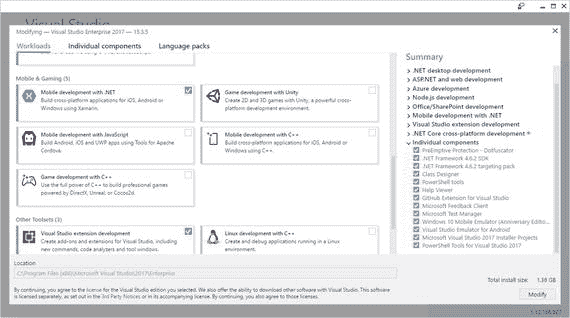 Visual Studio
Modifying — Visual Studio Enterprise 2017 — 15.3.5
Workloads Individual components Language packs
Mobile & Gaming (5)
Mobile development with .NET
Build cross-platform applications for iOS, Android or
Windows using Xamarin.
Game development with Unity
Create 2D and 3D games with Unity, a powerful cross-
platform development environment.
Mobile development with JavaScript
Build Android, iOS and UWP apps using Tools for Apache
Cordova.
Mobile development with C++
Build cross-platform applications for iOS, Android or
Windows using C++.
Game development with C++
Use the full power of C++ to build professional games
powered by DirectX, Unreal, or Cocos2d.
Other Toolsets (3)
Visual Studio extension development
Create add-ons and extensions for Visual Studio, including
new commands, code analyzers and tool windows.
Linux development with C++
Create and debug applications running in a Linux
environment.
Summary
.NET desktop development
ASP.NET and web development
Azure development
Node.js development
Office/SharePoint development
Mobile development with .NET
Visual Studio extension development
.NET Core cross-platform development *
Individual components
PreEmptive Protection - Dotfuscator
.NET Framework 4.6.2 SDK
.NET Framework 4.6.2 targeting pack
Class Designer
PowerShell tools
Help Viewer
GitHub Extension for Visual Studio
Microsoft Feedback Client
Microsoft Test Manager
Windows 10 Mobile Emulator (Anniversary Editio...
Visual Studio Emulator for Android
Microsoft Visual Studio 2017 Installer Projects
PowerShell Tools for Visual Studio 2017
Location
C:\Program Files (x86)\Microsoft Visual Studio\2017\Enterprise
Total install size: 1.38 GB
By continuing, you agree to the license for the Visual Studio edition you selected. We also offer the ability to download other software with Visual Studio. This software
is licensed separately, as set out in the 3rd Party Notices or in its accompanying license. By continuing, you also agree to those licenses.
Modify